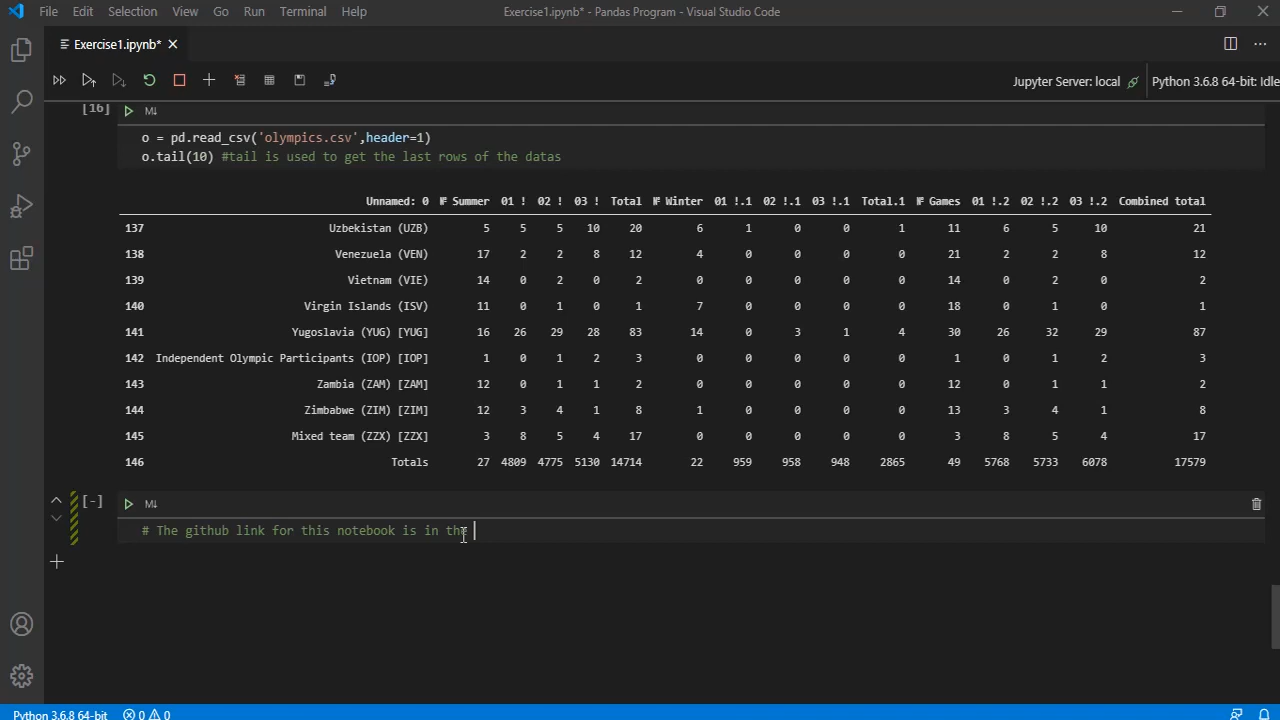 File Edit Selection View Go Run Terminal Help Exercise1.ipynb* - Pandas Program - Visual Studio Code
Exercise1.ipynb*
Jupyter Server: local Python 3.6.8 64-bit: Idle
[16] M↓
o = pd.read_csv('olympics.csv',header=1)
o.tail(10) #tail is used to get the last rows of the datas
Unnamed: 0 № Summer 01 ! 02 ! 03 ! Total № Winter 01 !.1 02 !.1 03 !.1 Total.1 № Games 01 !.2 02 !.2 03 !.2 Combined total
137 Uzbekistan (UZB) 5 5 5 10 20 6 1 0 0 1 11 6 5 10 21
138 Venezuela (VEN) 17 2 2 8 12 4 0 0 0 0 21 2 2 8 12
139 Vietnam (VIE) 14 0 2 0 2 0 0 0 0 0 14 0 2 0 2
140 Virgin Islands (ISV) 11 0 1 0 1 7 0 0 0 0 18 0 1 0 1
141 Yugoslavia (YUG) [YUG] 16 26 29 28 83 14 0 3 1 4 30 26 32 29 87
142 Independent Olympic Participants (IOP) [IOP] 1 0 1 2 3 0 0 0 0 0 1 0 1 2 3
143 Zambia (ZAM) [ZAM] 12 0 1 1 2 0 0 0 0 0 12 0 1 1 2
144 Zimbabwe (ZIM) [ZIM] 12 3 4 1 8 1 0 0 0 0 13 3 4 1 8
145 Mixed team (ZZX) [ZZX] 3 8 5 4 17 0 0 0 0 0 3 8 5 4 17
146 Totals 27 4809 4775 5130 14714 22 959 958 948 2865 49 5768 5733 6078 17579
[-] M↓
# The github link for this notebook is in the
Python 3.6.8 64-bit 0 0